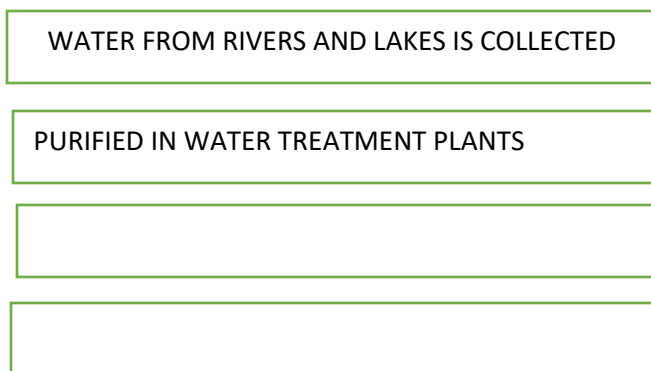 WATER FROM RIVERS AND LAKES IS COLLECTED
PURIFIED IN WATER TREATMENT PLANTS